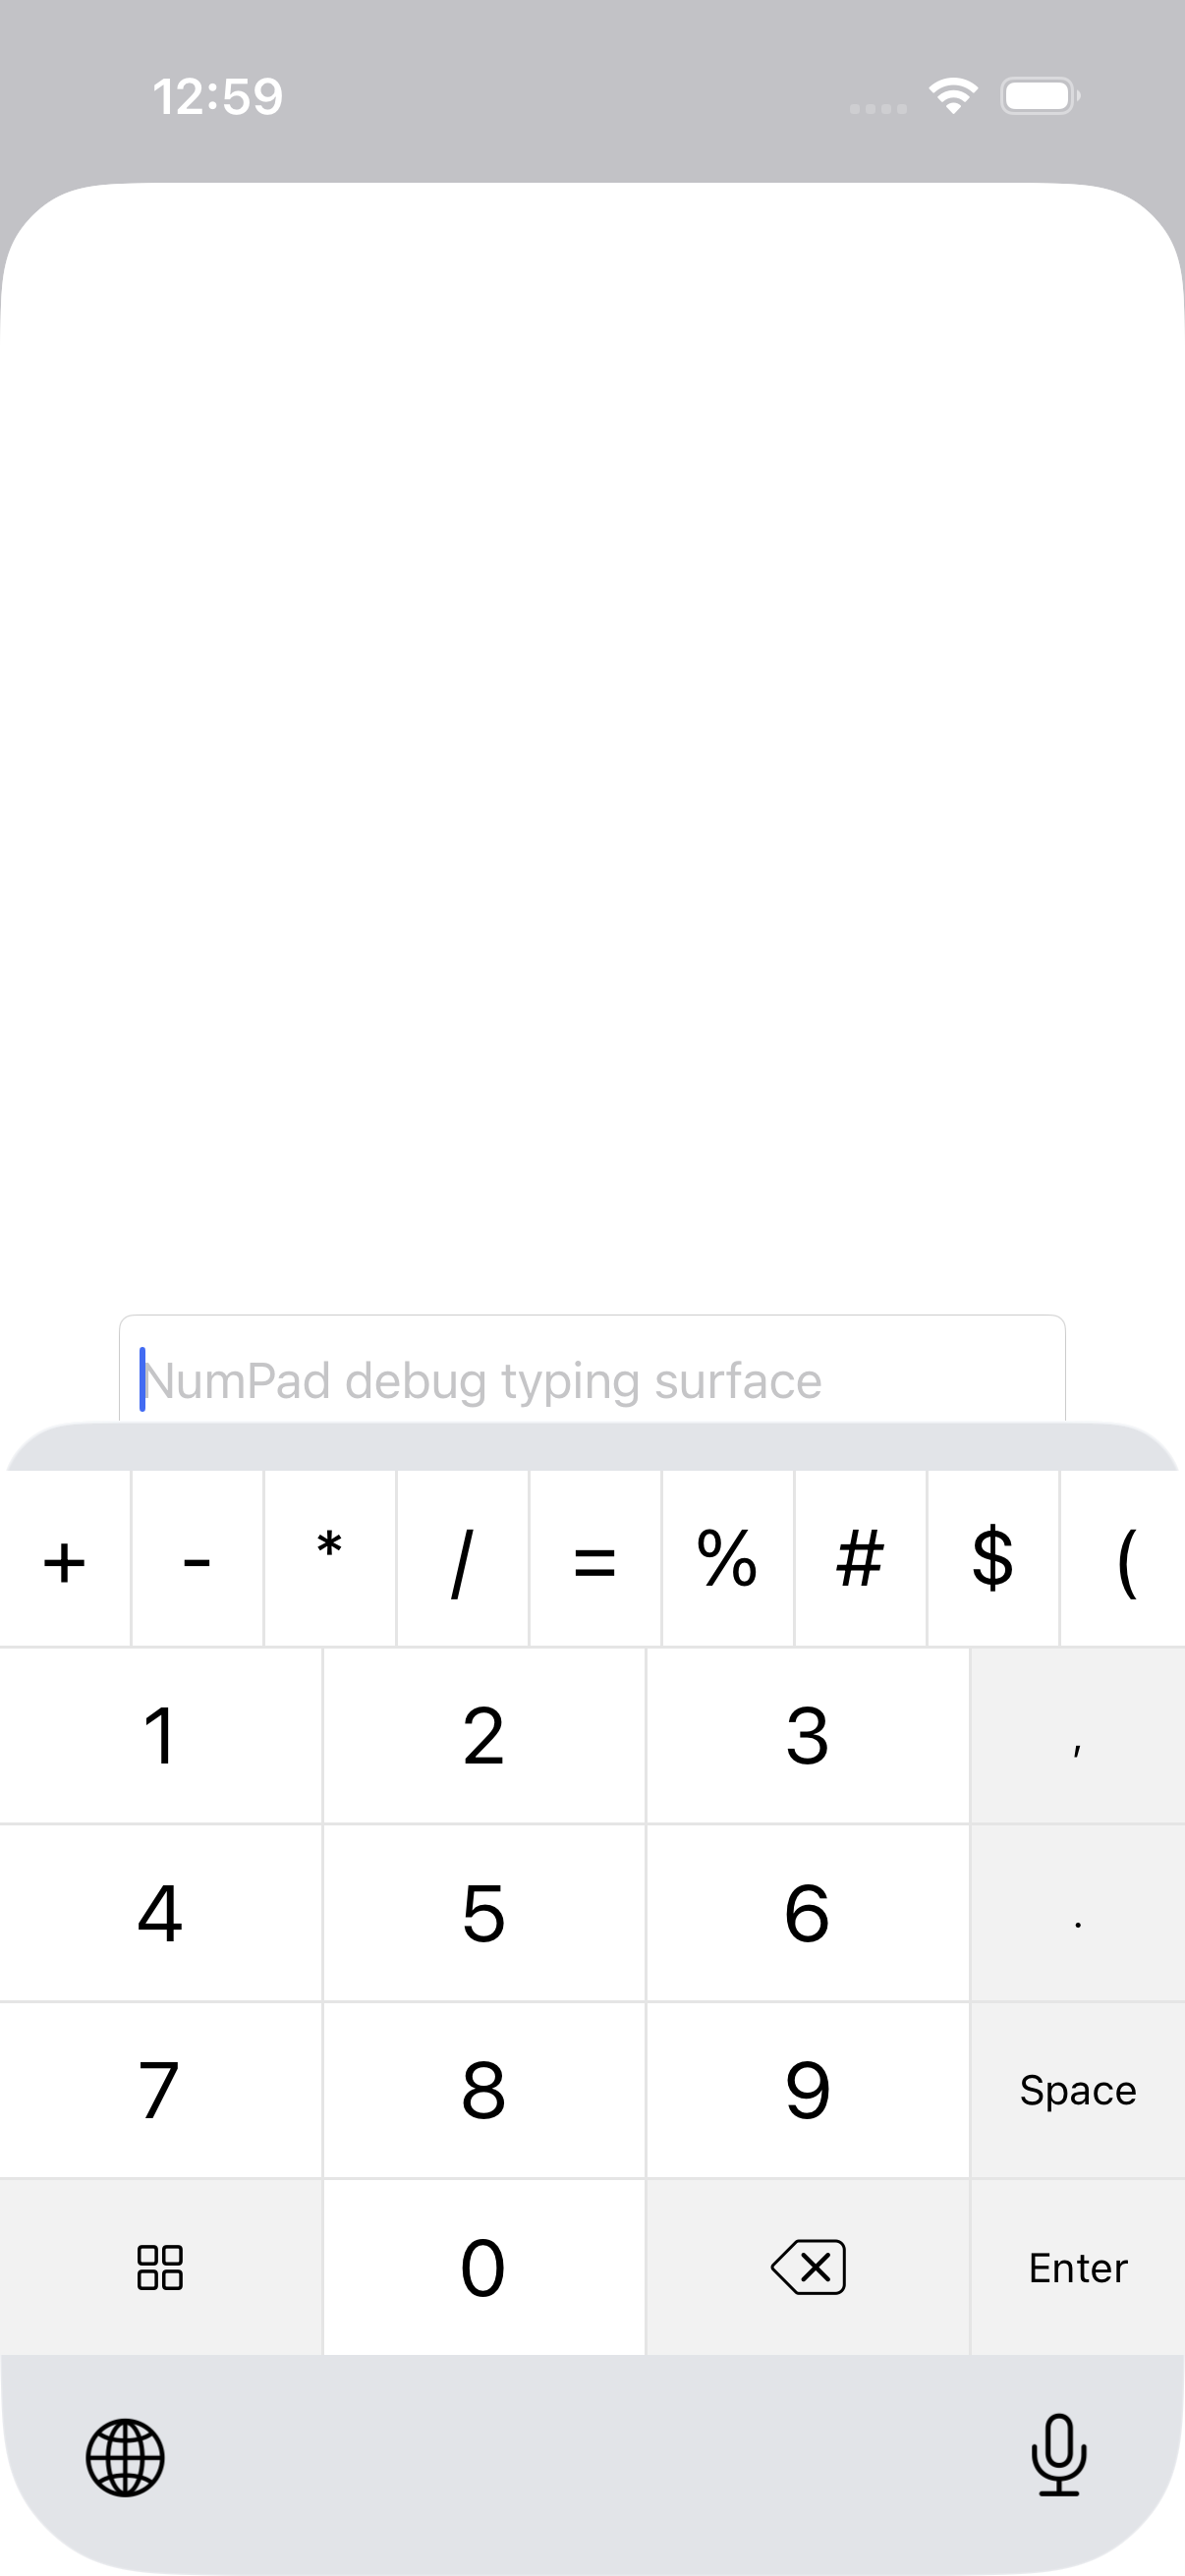 12:59
NumPad debug typing surface
+ - * / = % # $ (
1 2 3 ,
4 5 6 .
7 8 9 Space
0 Enter